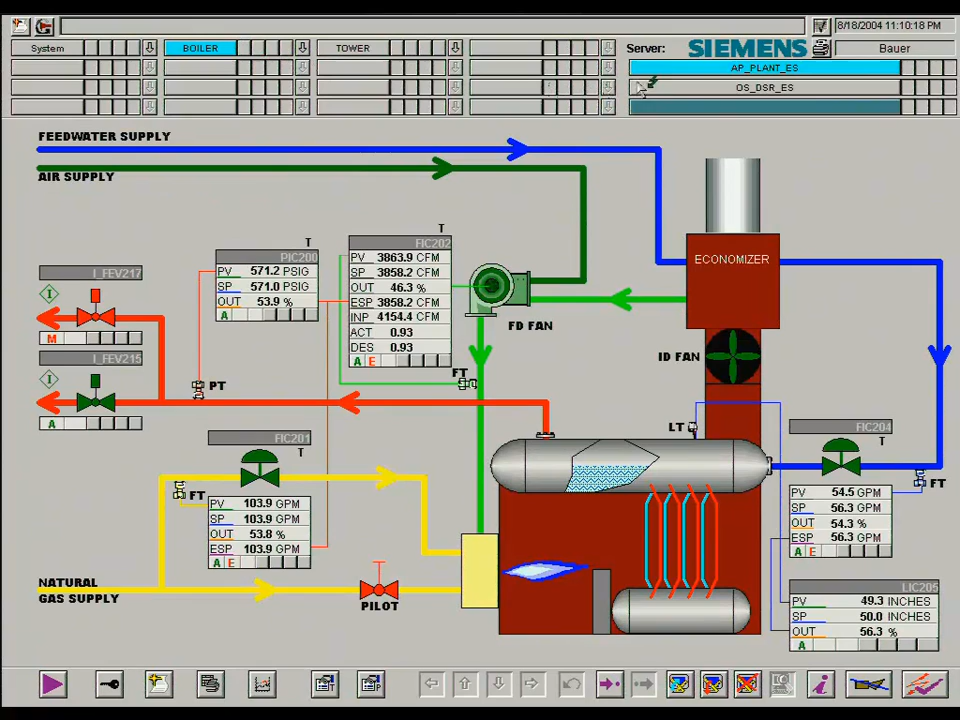 8/18/2004 11:10:18 PM
System BOILER TOWER Server: SIEMENS Bauer
AP_PLANT_ES
OS_DSR_ES
FEEDWATER SUPPLY
AIR SUPPLY
T
T
FIC202
PIC200
PV 571.2 PSIG
SP 571.0 PSIG
OUT 53.9 %
A
PV 3863.9 CFM
SP 3858.2 CFM
OUT 46.3 %
ESP 3858.2 CFM
INP 4154.4 CFM
ACT 0.93
DES 0.93
A E
ECONOMIZER
I_FEV217
I
M
I_FEV215
I
A
FD FAN
ID FAN
FT
PT
LT
FIC201
T
FT
PV 103.9 GPM
SP 103.9 GPM
OUT 53.8 %
ESP 103.9 GPM
A E
FIC204
T
FT
PV 54.5 GPM
SP 56.3 GPM
OUT 54.3 %
ESP 56.3 GPM
A E
NATURAL
GAS SUPPLY
PILOT
LIC205
PV 49.3 INCHES
SP 50.0 INCHES
OUT 56.3 %
A
T
P
i